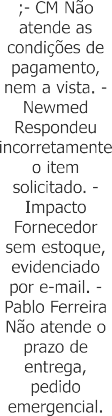 ;- CM Não
atende as
condições de
pagamento,
nem a vista. -
Newmed
Respondeu
incorretamente
o item
solicitado. -
Impacto
Fornecedor
sem estoque,
evidenciado
por e-mail. -
Pablo Ferreira
Não atende o
prazo de
entrega,
pedido
emergencial.